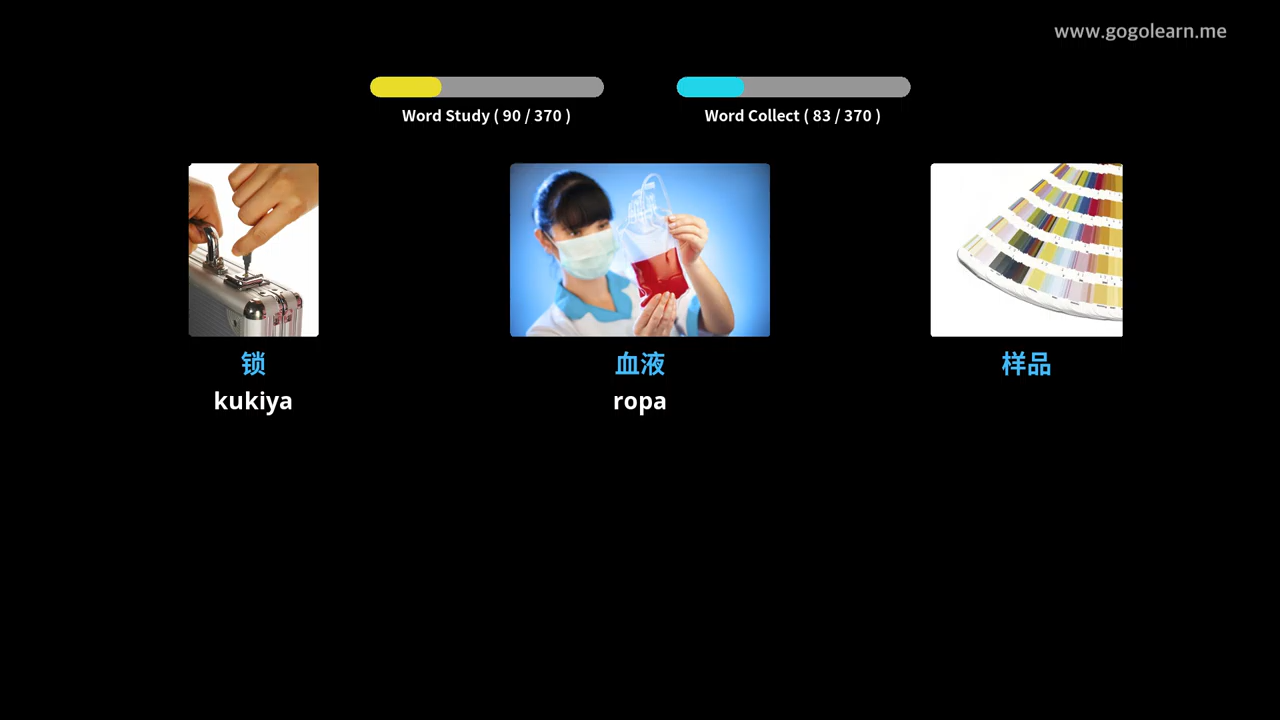 www.gogolearn.me
Word Study ( 90 / 370 )
Word Collect ( 83 / 370 )
锁
kukiya
血液
ropa
样品